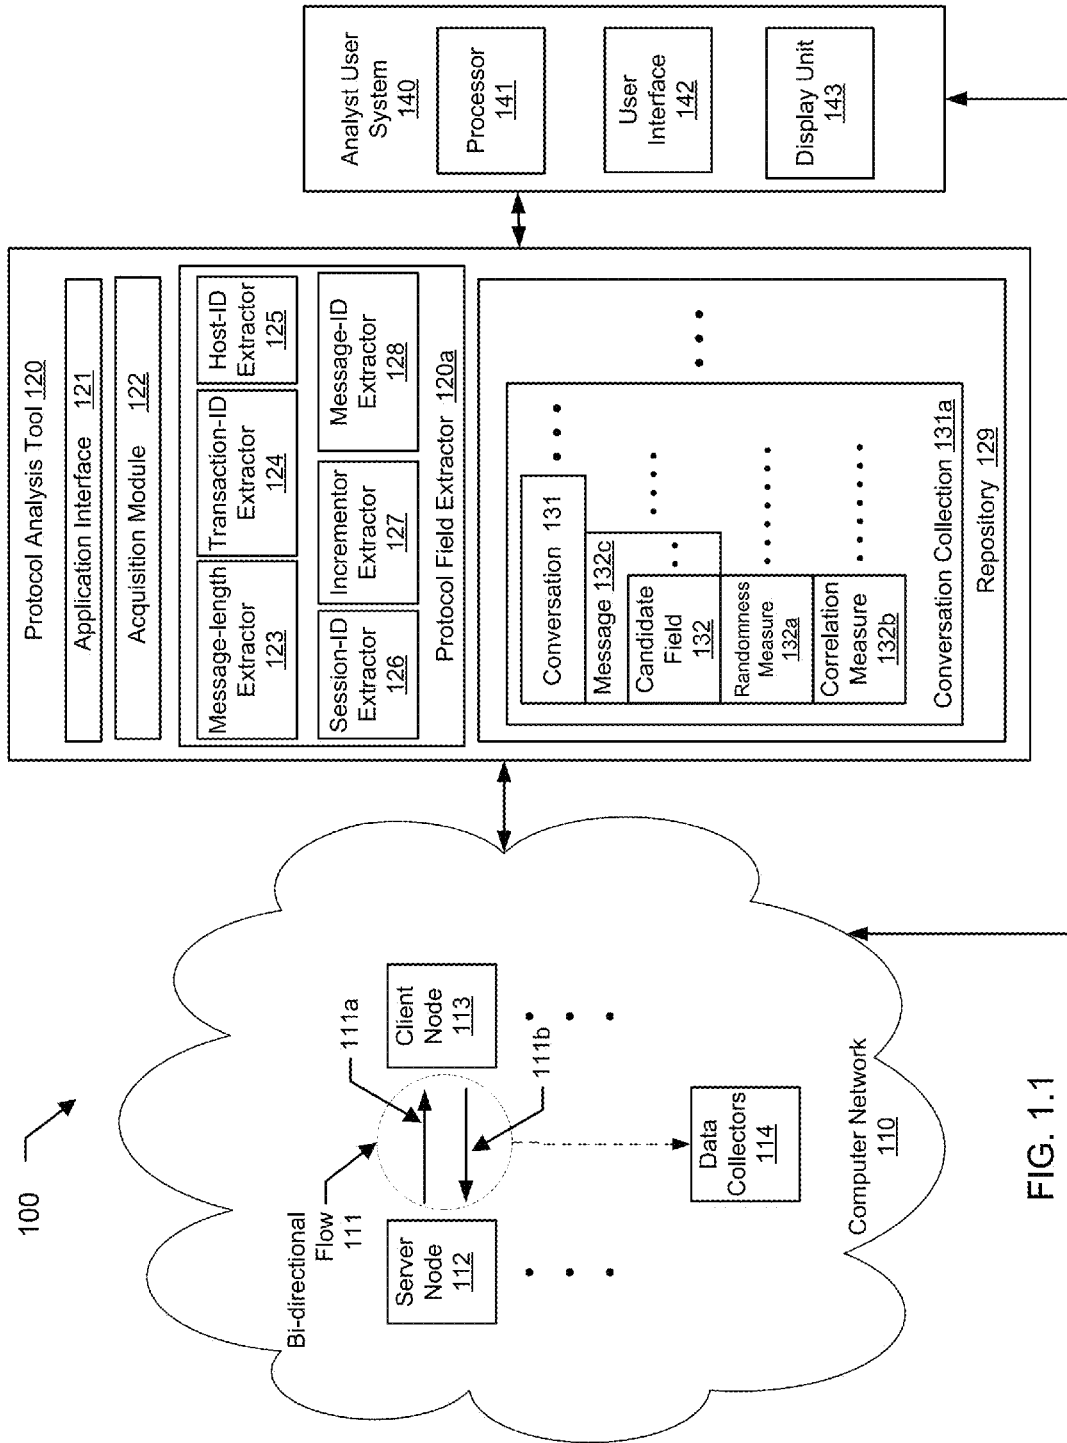 100
Bi-directional
Flow
111
111a
111b
Server
Node
112
Client
Node
113
Data
Collectors
114
Computer Network
110
Protocol Analysis Tool 120
Application Interface 121
Acquisition Module 122
Message-length
Extractor
123
Transaction-ID
Extractor
124
Host-ID
Extractor
125
Session-ID
Extractor
126
Incrementor
Extractor
127
Message-ID
Extractor
128
Protocol Field Extractor 120a
Conversation 131
Message 132c
Candidate
Field
132
Randomness
Measure
132a
Correlation
Measure
132b
Conversation Collection 131a
Repository 129
Analyst User
System
140
Processor
141
User
Interface
142
Display Unit
143
FIG. 1.1